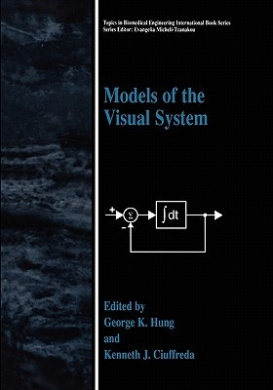 Topics in Biomedical Engineering International Book Series
Series Editor: Evangelia Micheli-Tzanakou
Models of the
Visual System
+
Σ
∫dt
−
Edited by
George K. Hung
and
Kenneth J. Ciuffreda